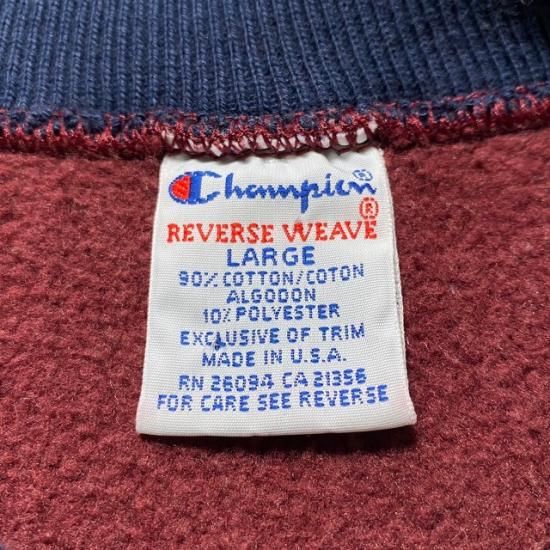 Champion®
REVERSE WEAVE®
LARGE
90% COTTON/COTON
ALGODON
10% POLYESTER
EXCLUSIVE OF TRIM
MADE IN U.S.A.
RN 26094 CA 21356
FOR CARE SEE REVERSE